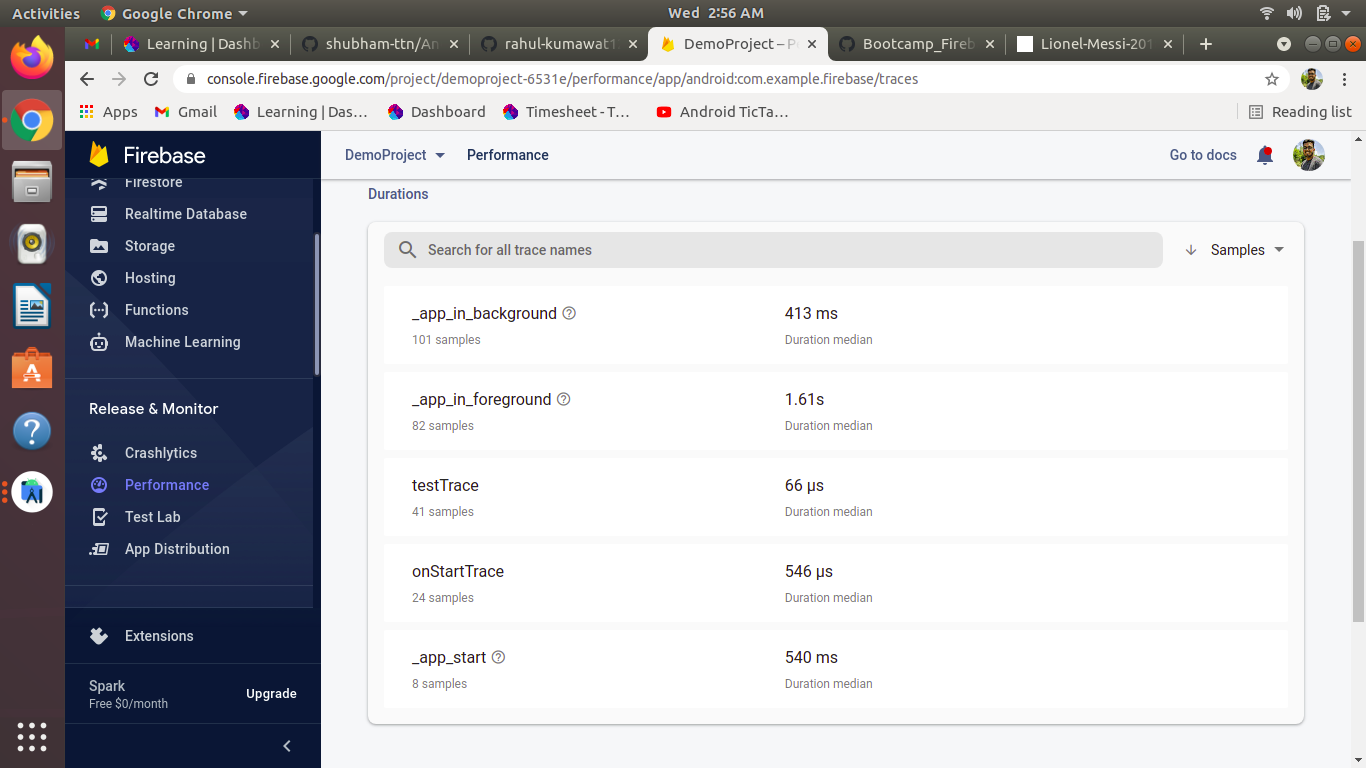 Activities
Google Chrome
Wed 2:56 AM
Learning | Dashb
shubham-ttn/An
rahul-kumawat1
DemoProject – P
Bootcamp_Fireb
Lionel-Messi-201
console.firebase.google.com/project/demoproject-6531e/performance/app/android:com.example.firebase/traces
Apps
Gmail
Learning | Das...
Dashboard
Timesheet - T...
Android TicTa...
Reading list
Firebase
DemoProject
Performance
Go to docs
Firestore
Realtime Database
Storage
Hosting
Functions
Machine Learning
Release & Monitor
Crashlytics
Performance
Test Lab
App Distribution
Extensions
Spark
Free $0/month
Upgrade
Durations
Search for all trace names
Samples
_app_in_background
413 ms
101 samples
Duration median
_app_in_foreground
1.61s
82 samples
Duration median
testTrace
66 µs
41 samples
Duration median
onStartTrace
546 µs
24 samples
Duration median
_app_start
540 ms
8 samples
Duration median